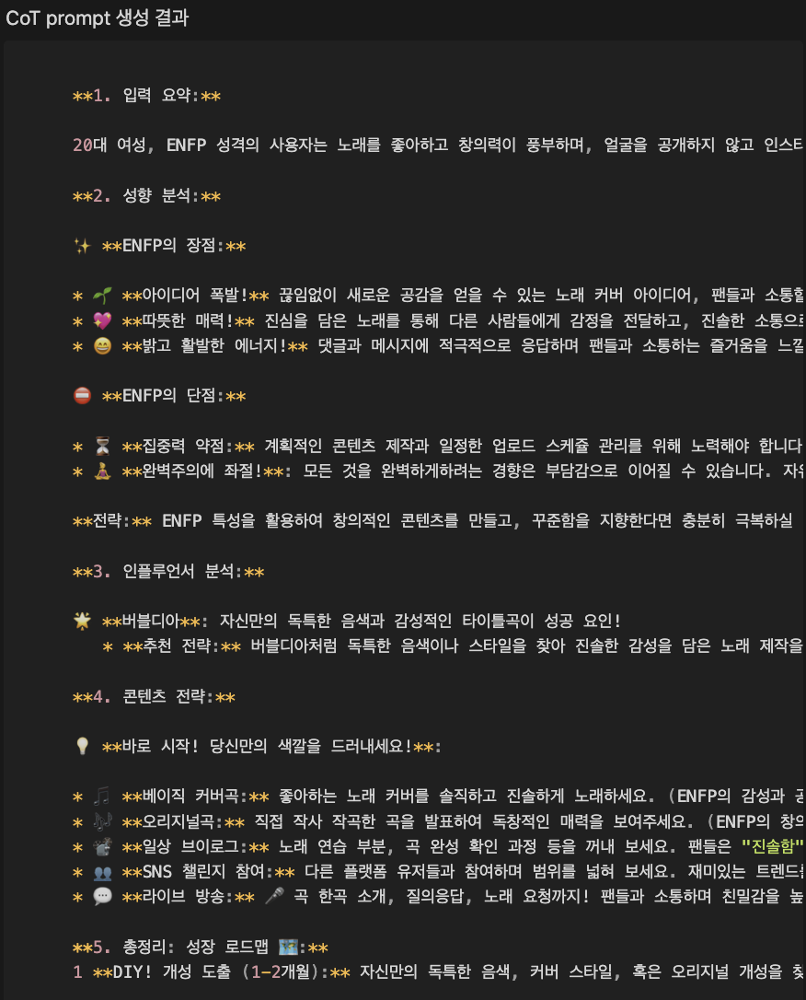 CoT prompt 생성 결과
**1. 입력 요약:**
20대 여성, ENFP 성격의 사용자는 노래를 좋아하고 창의력이 풍부하며, 얼굴을 공개하지 않고 인스타
**2. 성향 분석:**
✨ **ENFP의 장점:**
* 🌱 **아이디어 폭발!** 끊임없이 새로운 공감을 얻을 수 있는 노래 커버 아이디어, 팬들과 소통할
* 💖 **따뜻한 매력!** 진심을 담은 노래를 통해 다른 사람들에게 감정을 전달하고, 진솔한 소통으로
* 😄 **밝고 활발한 에너지!** 댓글과 메시지에 적극적으로 응답하며 팬들과 소통하는 즐거움을 느낄
⛔ **ENFP의 단점:**
* ⏳ **집중력 약점:** 계획적인 콘텐츠 제작과 일정한 업로드 스케줄 관리를 위해 노력해야 합니다
* 🧘 **완벽주의에 좌절!**: 모든 것을 완벽하게하려는 경향은 부담감으로 이어질 수 있습니다. 자유
**전략:** ENFP 특성을 활용하여 창의적인 콘텐츠를 만들고, 꾸준함을 지향한다면 충분히 극복하실
**3. 인플루언서 분석:**
🌟 **버블디아**: 자신만의 독특한 음색과 감성적인 타이틀곡이 성공 요인!
* **추천 전략:** 버블디아처럼 독특한 음색이나 스타일을 찾아 진솔한 감성을 담은 노래 제작을
**4. 콘텐츠 전략:**
💡 **바로 시작! 당신만의 색깔을 드러내세요!**:
* 🎵 **베이직 커버곡:** 좋아하는 노래 커버를 솔직하고 진솔하게 노래하세요. (ENFP의 감성과 공
* 🎶 **오리지널곡:** 직접 작사 작곡한 곡을 발표하여 독창적인 매력을 보여주세요. (ENFP의 창의
* 📽️ **일상 브이로그:** 노래 연습 부분, 곡 완성 확인 과정 등을 꺼내 보세요. 팬들은 "진솔함"
* 👥 **SNS 챌린지 참여:** 다른 플랫폼 유저들과 참여하며 범위를 넓혀 보세요. 재미있는 트렌드를
* 💬 **라이브 방송:** 🎤 곡 한곡 소개, 질의응답, 노래 요청까지! 팬들과 소통하며 친밀감을 높
**5. 총정리: 성장 로드맵 🗺️:**
1 **DIY! 개성 도출 (1-2개월):** 자신만의 독특한 음색, 커버 스타일, 혹은 오리지널 개성을 찾